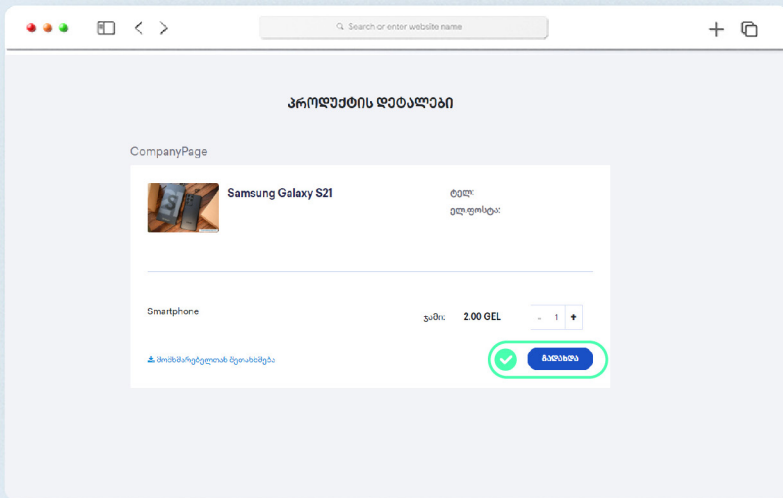 Search or enter website name
პროდუქტის დეტალები
CompanyPage
Samsung Galaxy S21
ტელ:
ელ.ფოსტა:
Smartphone
ჯამი: 2.00 GEL - 1 +
მომხმარებელთან შეთანხმება
გადახდა